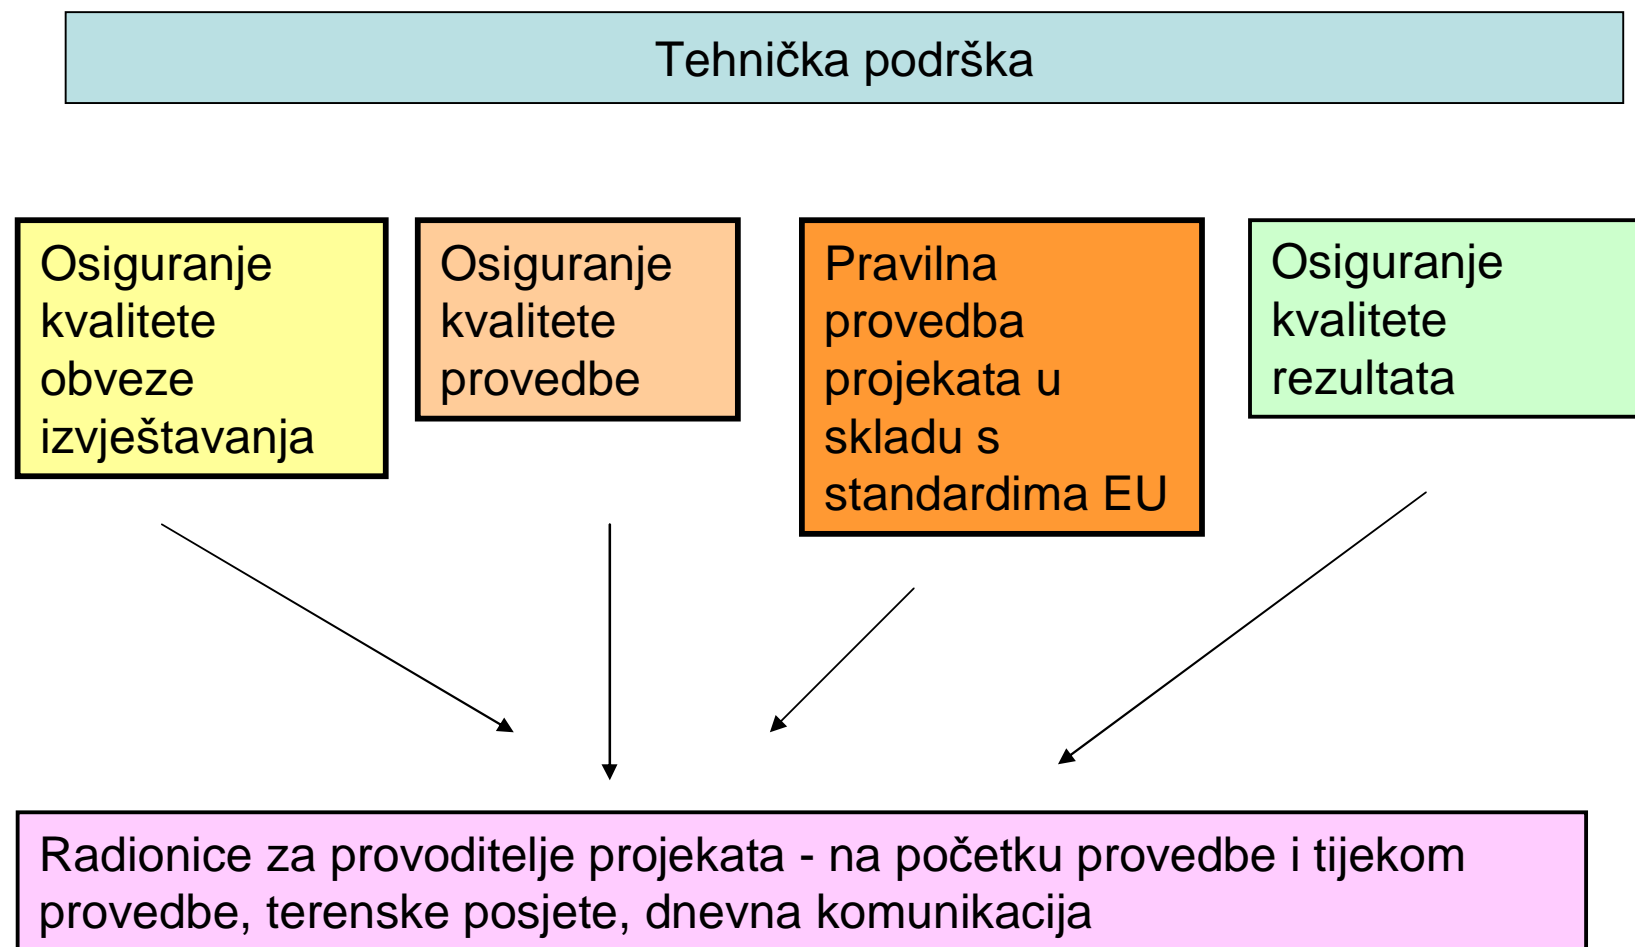 Tehnička podrška
Osiguranje
kvalitete
obveze
izvještavanja
Osiguranje
kvalitete
provedbe
Pravilna
provedba
projekata u
skladu s
standardima EU
Osiguranje
kvalitete
rezultata
Radionice za provoditelje projekata - na početku provedbe i tijekom
provedbe, terenske posjete, dnevna komunikacija